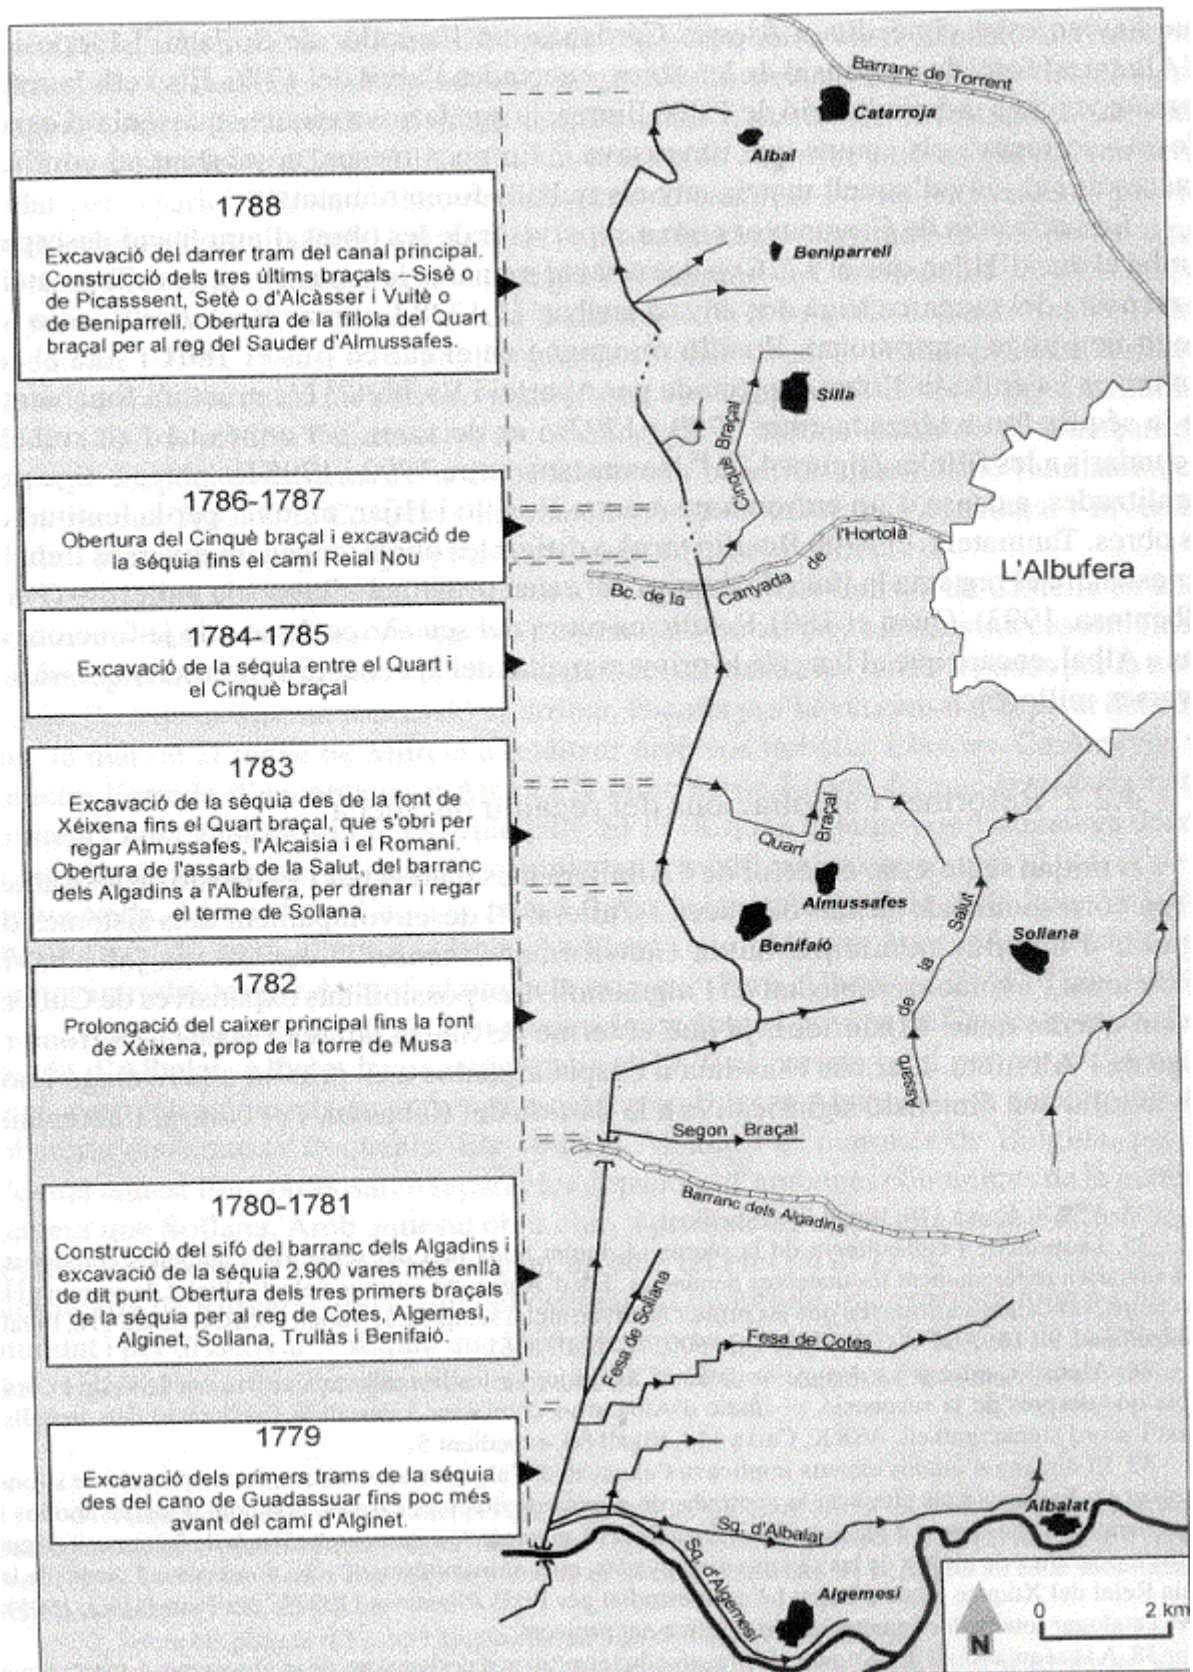 Barranc de Torrent
Catarroja
Albal
Beniparrell
Silla
Cinquè Braçal
l'Hortolà
Bc. de la Canyada de
L'Albufera
Quart Braçal
Almussafes
Benifaió
Sollana
Assarb de la Salut
Segon Braçal
Barranc dels Algadins
Fesa de Sollana
Fesa de Cotes
Sq. d'Albalat
Albalat
Sq. d'Algemesí
Algemesí
N
0 2 km
1788
Excavació del darrer tram del canal principal.
Construcció dels tres últims braçals –Sisè o
de Picasssent, Setè o d'Alcàsser i Vuitè o
de Beniparrell. Obertura de la fillola del Quart
braçal per al reg del Sauder d'Almussafes.
1786-1787
Obertura del Cinquè braçal i excavació de
la séquia fins el camí Reial Nou
1784-1785
Excavació de la séquia entre el Quart i
el Cinquè braçal
1783
Excavació de la séquia des de la font de
Xéixena fins el Quart braçal, que s'obri per
regar Almussafes, l'Alcaisia i el Romaní.
Obertura de l'assarb de la Salut, del barranc
dels Algadins a l'Albufera, per drenar i regar
el terme de Sollana.
1782
Prolongació del caixer principal fins la font
de Xéixena, prop de la torre de Musa
1780-1781
Construcció del sifó del barranc dels Algadins i
excavació de la séquia 2.900 vares més enllà
de dit punt. Obertura dels tres primers braçals
de la séquia per al reg de Cotes, Algemesí,
Alginet, Sollana, Trullàs i Benifaió.
1779
Excavació dels primers trams de la séquia
des del cano de Guadassuar fins poc més
avant del camí d'Alginet.